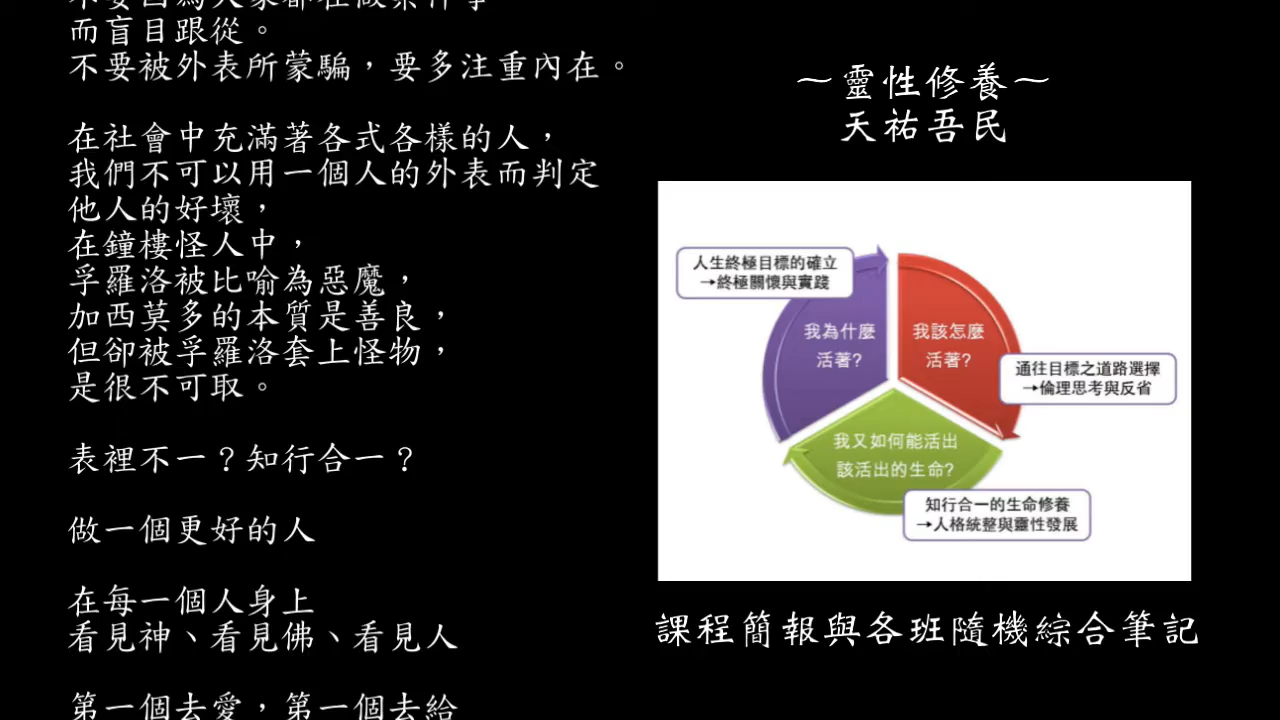 而盲目跟從。
不要被外表所蒙騙，要多注重內在。
在社會中充滿著各式各樣的人，
我們不可以用一個人的外表而判定
他人的好壞，
在鐘樓怪人中，
孚羅洛被比喻為惡魔，
加西莫多的本質是善良，
但卻被孚羅洛套上怪物，
是很不可取。
表裡不一？知行合一？
做一個更好的人
在每一個人身上
看見神、看見佛、看見人
第一個去愛，第一個去給
～靈性修養～
天祐吾民
人生終極目標的確立
→終極關懷與實踐
我為什麼
活著?
我該怎麼
活著?
通往目標之道路選擇
→倫理思考與反省
我又如何能活出
該活出的生命?
知行合一的生命修養
→人格統整與靈性發展
課程簡報與各班隨機綜合筆記